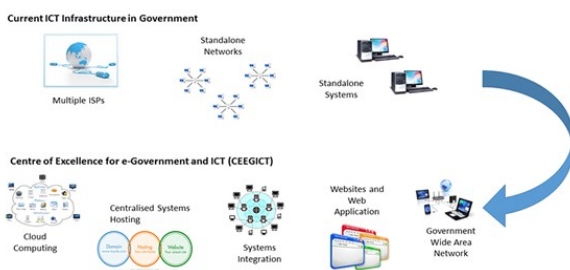 Current ICT Infrastructure in Government
Multiple ISPs
Standalone
Networks
Standalone
Systems
Centre of Excellence for e-Government and ICT (CEEGICT)
Cloud
Computing
Centralised Systems
Hosting
Domain
Hosting
Website
Systems
Integration
Websites and
Web
Application
Government
Wide Area
Network